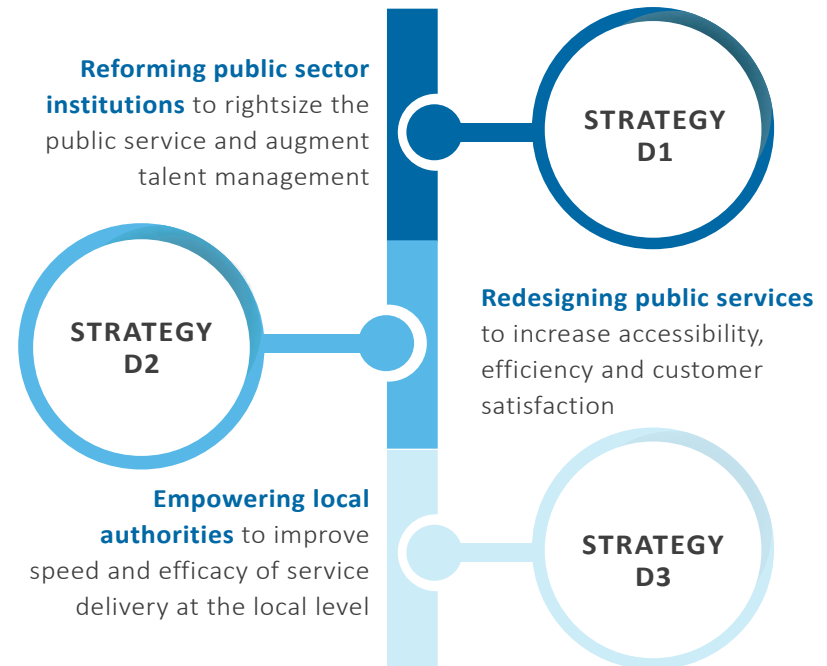 Reforming public sector
institutions to rightsize the
public service and augment
talent management
STRATEGY
D1
STRATEGY
D2
Redesigning public services
to increase accessibility,
efficiency and customer
satisfaction
Empowering local
authorities to improve
speed and efficacy of service
delivery at the local level
STRATEGY
D3